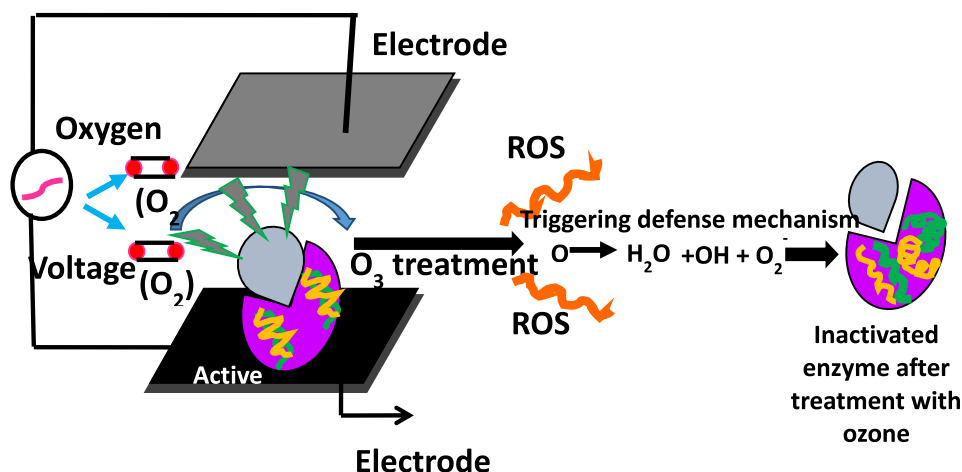 Electrode
Oxygen
(O2
Voltage
(O2)
O3 treatment
Active
Electrode
ROS
Triggering defense mechanism
O
H2O +OH + O2-
ROS
Inactivated
enzyme after
treatment with
ozone